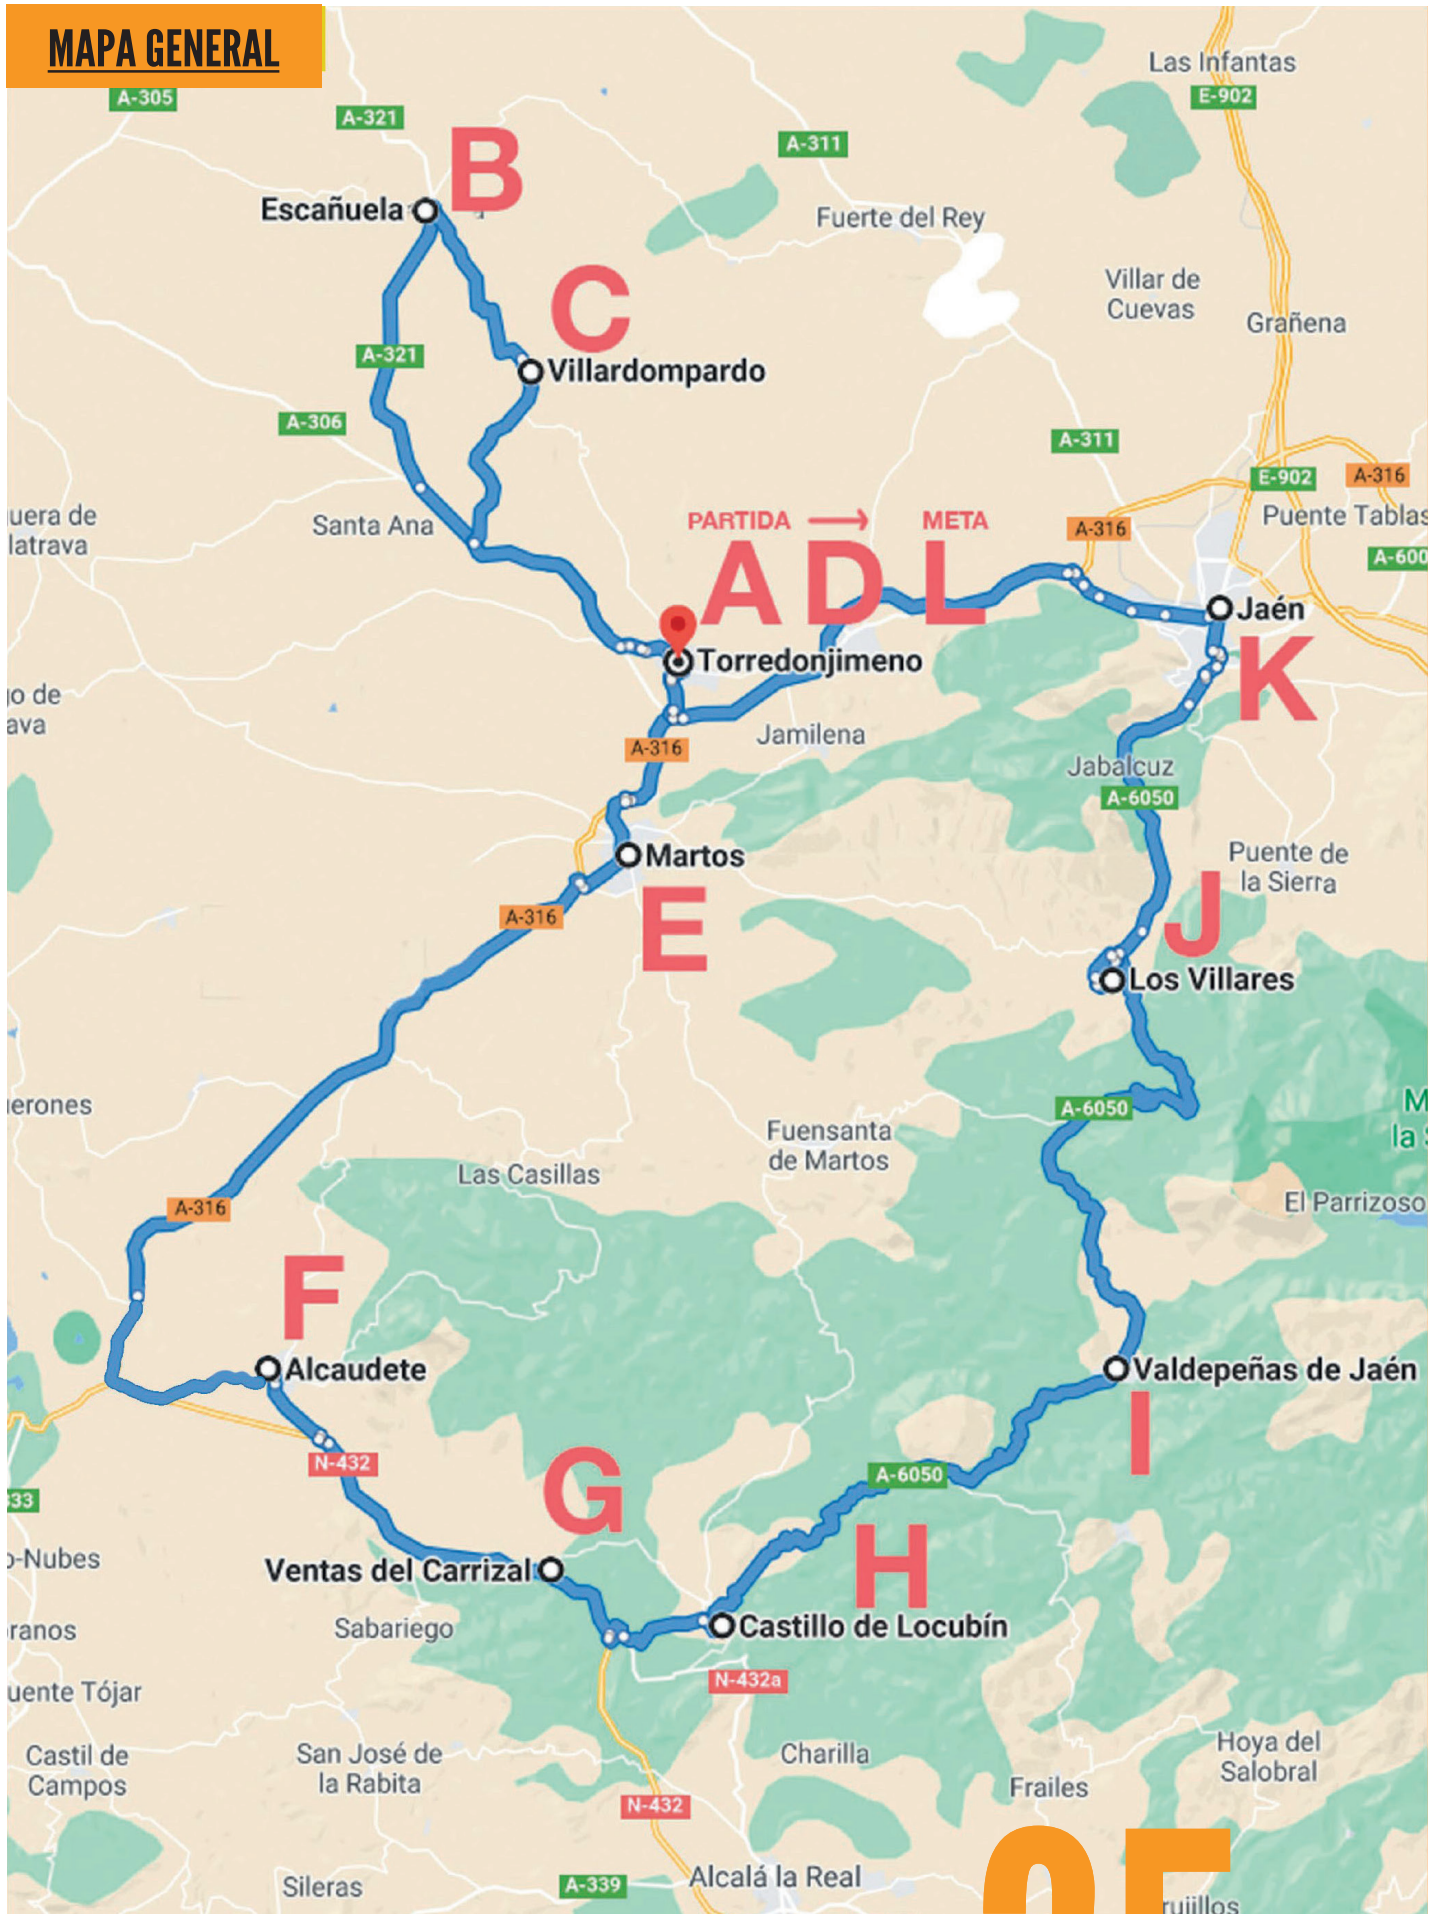 MAPA GENERAL
A-305
A-321
B
A-311
Las Infantas
E-902
Escañuela
Fuerte del Rey
C
Villar de
Cuevas
Grañena
A-321
Villardompardo
A-306
A-311
E-902
A-316
uera de
latrava
Santa Ana
PARTIDA → META
A-316
Puente Tablas
A-600
A D L
Jaén
Torredonjimeno
K
go de
ava
Jamilena
A-316
Jabalcuz
A-6050
Martos
Puente de
la Sierra
E
A-316
J
Los Villares
erones
A-6050
M
la
Fuensanta
de Martos
Las Casillas
A-316
El Parrizoso
F
Alcaudete
Valdepeñas de Jaén
I
N-432
A-6050
G
333
H
o-Nubes
Ventas del Carrizal
Castillo de Locubín
ranos
Sabariego
N-432a
uente Tójar
Castil de
Campos
San José de
la Rabita
Charilla
Hoya del
Salobral
Frailes
N-432
Alcalá la Real
Sileras
A-339
rujillos